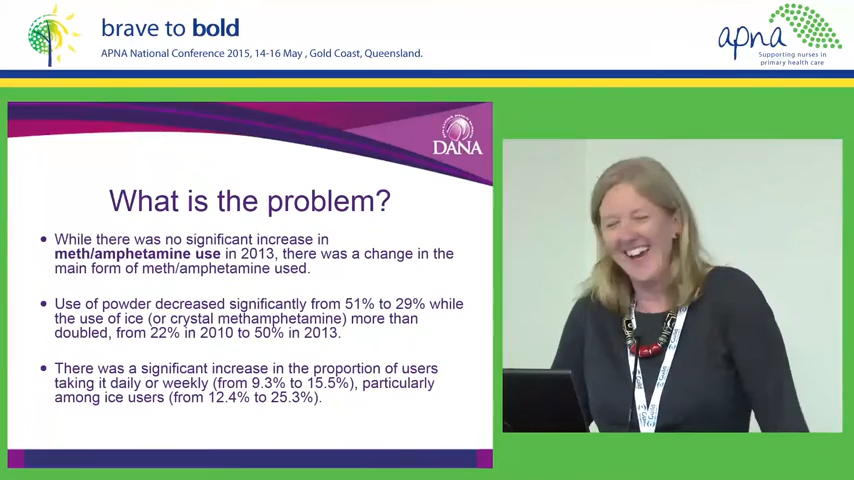 brave to bold
APNA National Conference 2015, 14-16 May , Gold Coast, Queensland.
apna
Supporting nurses in
primary health care
DANA
What is the problem?
• While there was no significant increase in
meth/amphetamine use in 2013, there was a change in the
main form of meth/amphetamine used.
• Use of powder decreased significantly from 51% to 29% while
the use of ice (or crystal methamphetamine) more than
doubled, from 22% in 2010 to 50% in 2013.
• There was a significant increase in the proportion of users
taking it daily or weekly (from 9.3% to 15.5%), particularly
among ice users (from 12.4% to 25.3%).